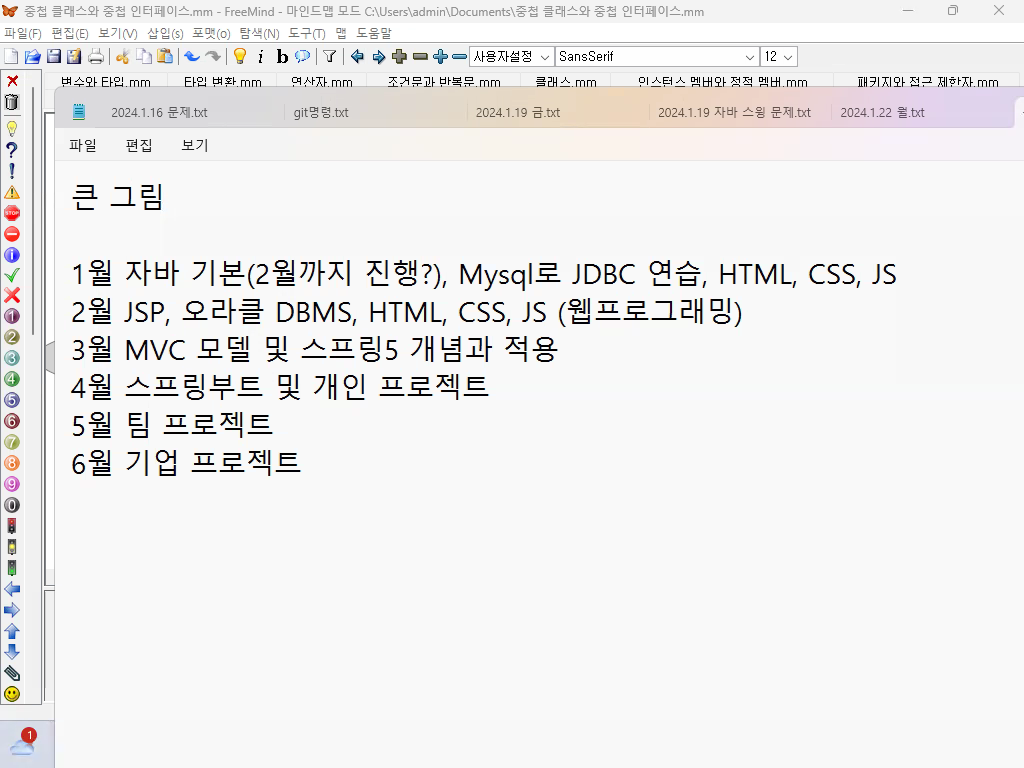 중첩 클래스와 중첩 인터페이스.mm - FreeMind - 마인드맵 모드 C:\Users\admin\Documents\중첩 클래스와 중첩 인터페이스.mm
파일(F) 편집(E) 보기(V) 삽입(s) 포맷(o) 탐색(N) 도구(T) 맵 도움말
사용자설정 SansSerif 12
변수와 타입.mm 타입 변환.mm 연산자.mm 조건문과 반복문.mm 클래스.mm 인스턴스 멤버와 정적 멤버.mm 패키지와 접근 제한자.mm
2024.1.16 문제.txt git명령.txt 2024.1.19 금.txt 2024.1.19 자바 스윙 문제.txt 2024.1.22 월.txt
파일 편집 보기
큰 그림
1월 자바 기본(2월까지 진행?), Mysql로 JDBC 연습, HTML, CSS, JS
2월 JSP, 오라클 DBMS, HTML, CSS, JS (웹프로그래밍)
3월 MVC 모델 및 스프링5 개념과 적용
4월 스프링부트 및 개인 프로젝트
5월 팀 프로젝트
6월 기업 프로젝트
STOP
1
2
3
4
5
6
7
8
9
0
1